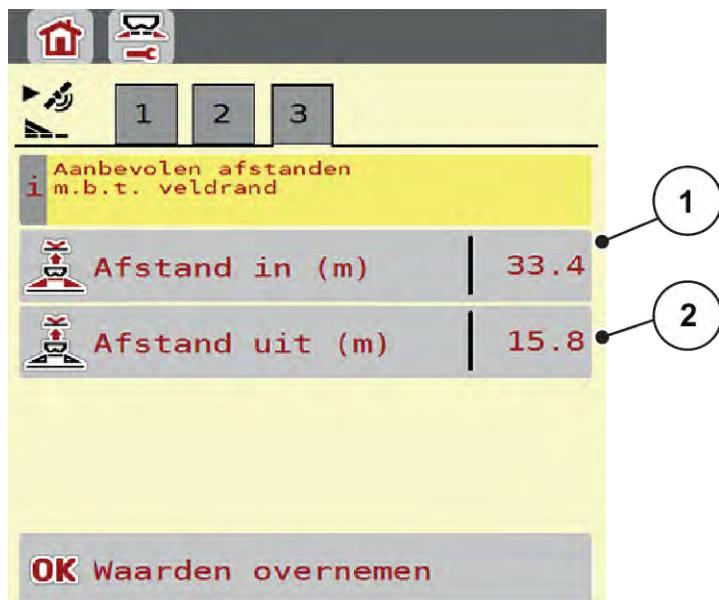 1 2 3
i Aanbevolen afstanden
m.b.t. veldrand
1
Afstand in (m) 33.4
2
Afstand uit (m) 15.8
OK Waarden overnemen